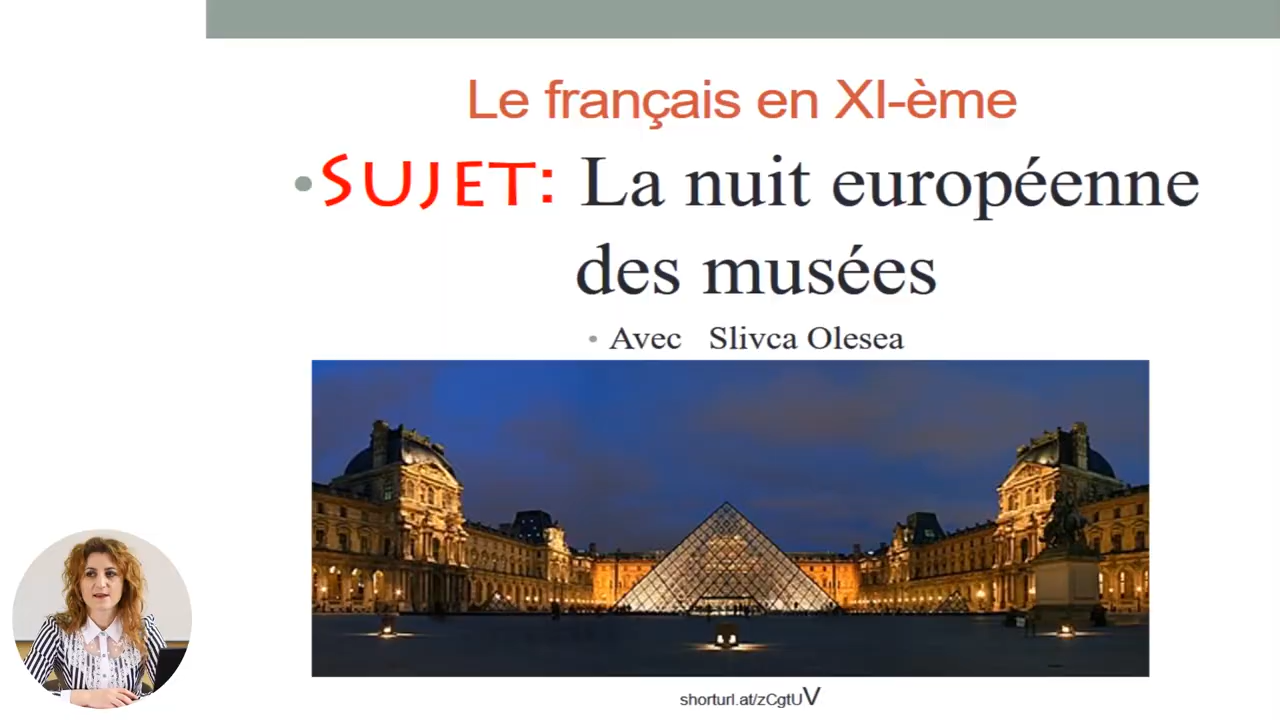 Le français en XI-ème
•SUJET: La nuit européenne
des musées
• Avec Slivca Olesea
shorturl.at/zCgtUV